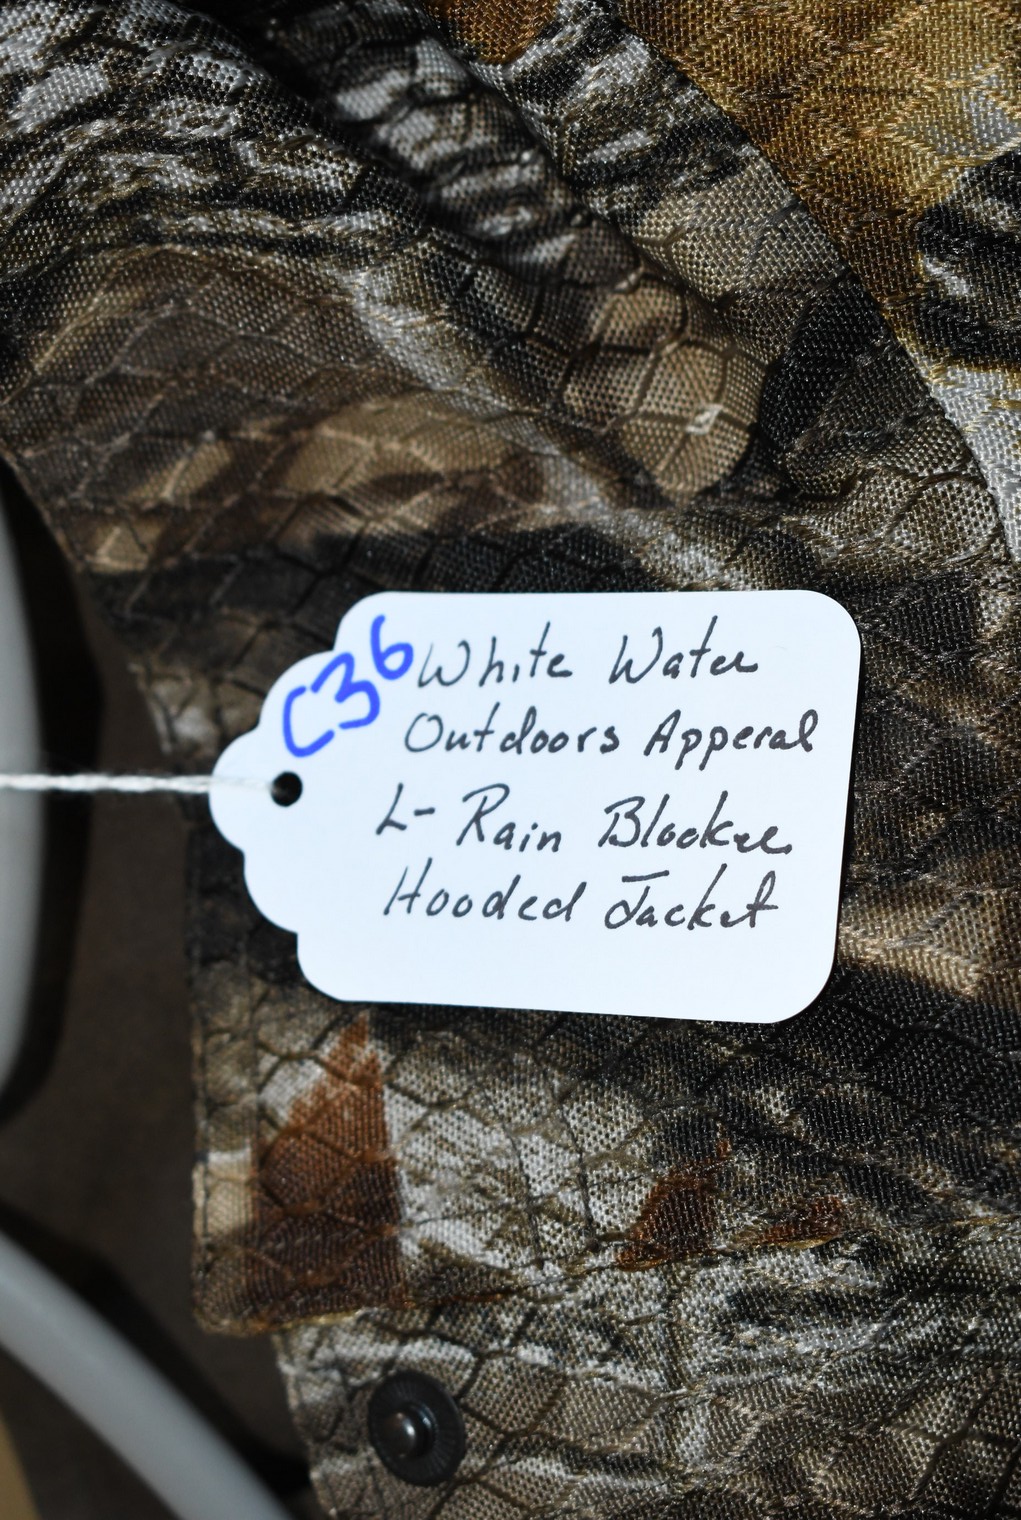 C36
White Water
Outdoors Apperal
L- Rain Blocker
Hooded Jacket